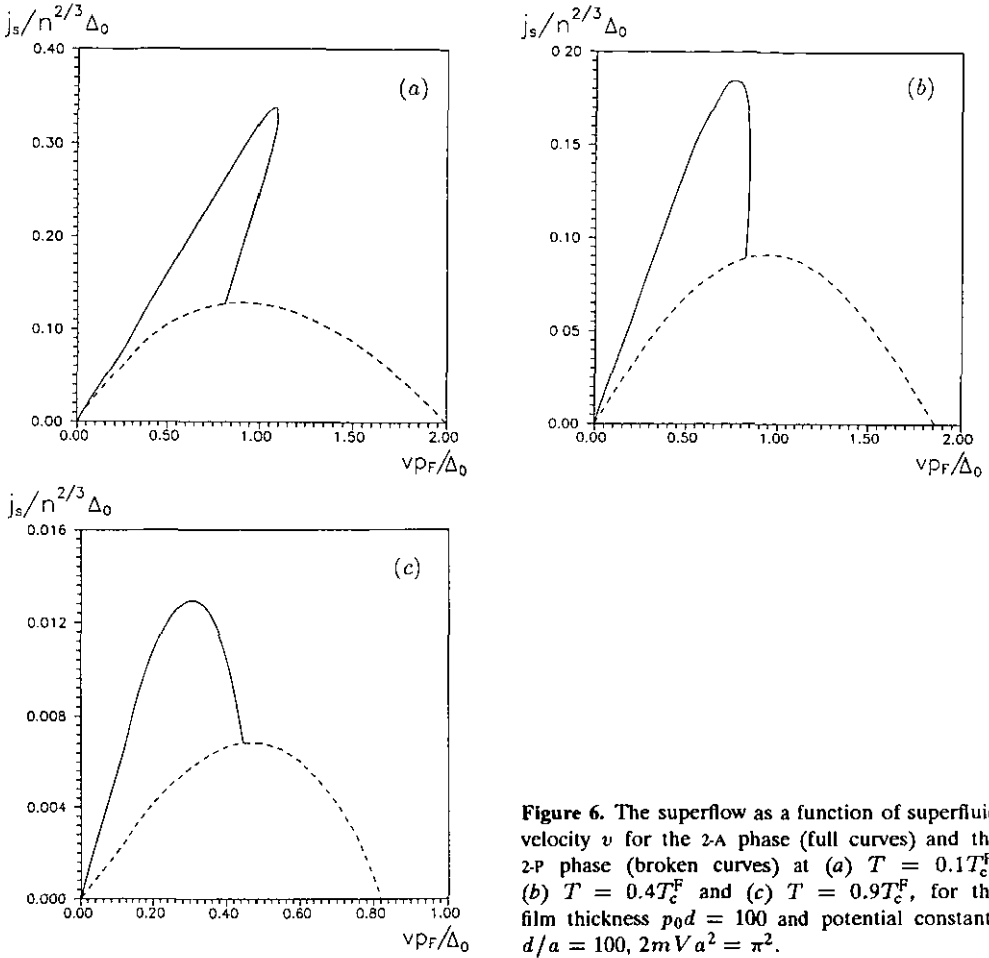 j_s/n^{2/3}Δ_0
0.40
0.30
0.20
0.10
0.00
(a)
0.00 0.50 1.00 1.50 2.00
vp_F/Δ_0
j_s/n^{2/3}Δ_0
0 20
0.15
0.10
0 05
0.00
(b)
0.00 0.50 1.00 1.50 2.00
vp_F/Δ_0
j_s/n^{2/3}Δ_0
0.016
0.012
0.008
0.004
0.000
(c)
0.00 0.20 0.40 0.60 0.80 1.00
vp_F/Δ_0
Figure 6. The superflow as a function of superfluid
velocity v for the 2-A phase (full curves) and th
2-P phase (broken curves) at (a) T = 0.1T_c^F
(b) T = 0.4T_c^F and (c) T = 0.9T_c^F, for th
film thickness p_0d = 100 and potential constant
d/a = 100, 2mVa^2 = π^2.